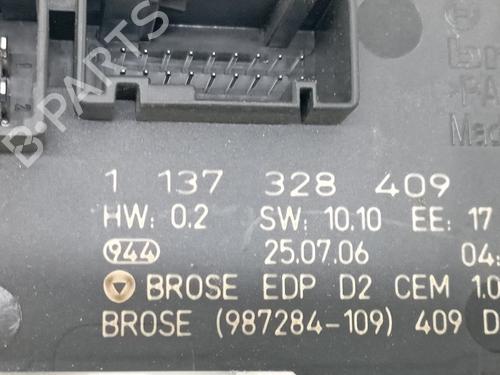 B-PARTS
1 137 328 409
HW: 0.2 SW: 10.10 EE: 17
944 25.07.06 04:
BROSE EDP D2 CEM 1.0
BROSE (987284-109) 409 D